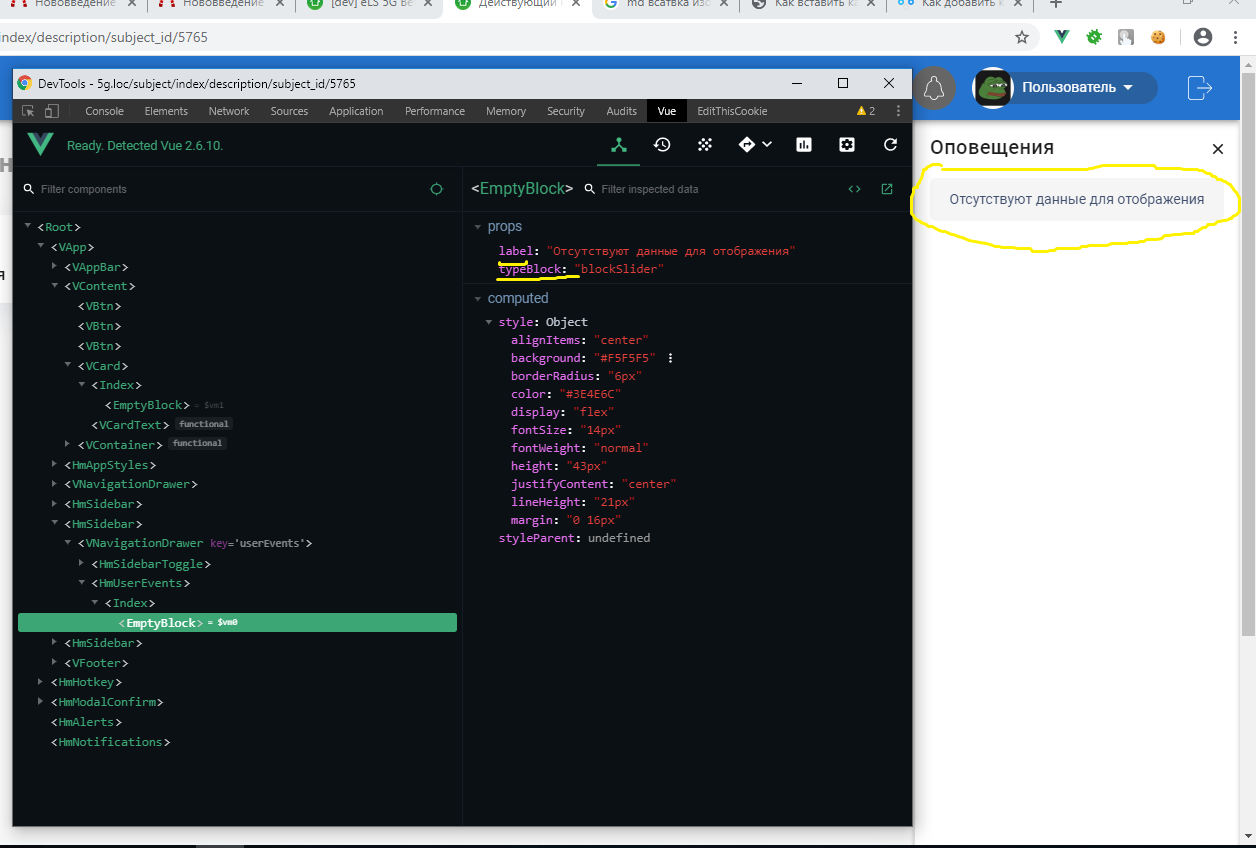 Нововведение
Нововведение
[dev] eLS 5G Be
Действующий
md всатвка изо
Как вставить ка
Как добавить к
ndex/description/subject_id/5765
DevTools - 5g.loc/subject/index/description/subject_id/5765
Console Elements Network Sources Application Performance Memory Security Audits Vue EditThisCookie 2
Ready. Detected Vue 2.6.10.
Filter components
<EmptyBlock> Filter inspected data
<Root>
<VApp>
<VAppBar>
<VContent>
<VBtn>
<VBtn>
<VBtn>
<VCard>
<Index>
<EmptyBlock> = $vm1
<VCardText> functional
<VContainer> functional
<HmAppStyles>
<VNavigationDrawer>
<HmSidebar>
<HmSidebar>
<VNavigationDrawer key='userEvents'>
<HmSidebarToggle>
<HmUserEvents>
<Index>
<EmptyBlock> = $vm0
<HmSidebar>
<VFooter>
<HmHotkey>
<HmModalConfirm>
<HmAlerts>
<HmNotifications>
props
label: "Отсутствуют данные для отображения"
typeBlock: "blockSlider"
computed
style: Object
alignItems: "center"
background: "#F5F5F5"
borderRadius: "6px"
color: "#3E4E6C"
display: "flex"
fontSize: "14px"
fontWeight: "normal"
height: "43px"
justifyContent: "center"
lineHeight: "21px"
margin: "0 16px"
styleParent: undefined
Пользователь
Оповещения
Отсутствуют данные для отображения